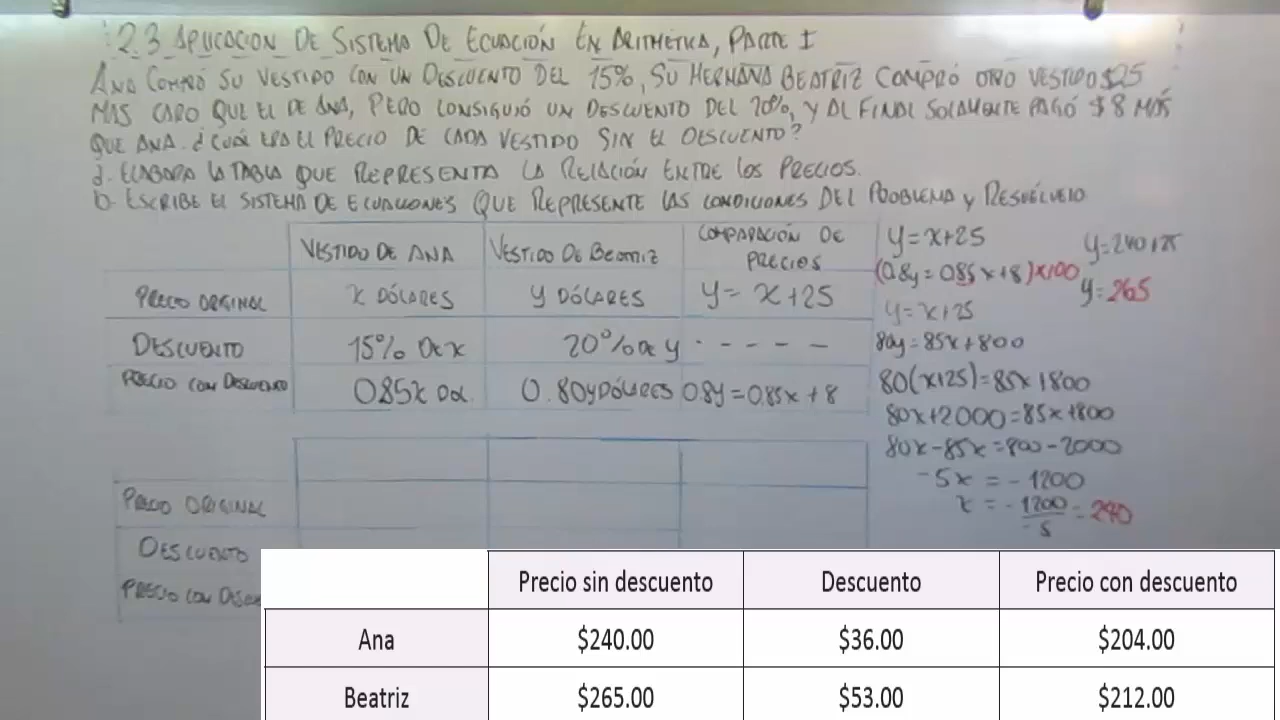 2.3 APLICACION DE SISTEMA DE ECUACIÓN EN ARITMÉTICA, PARTE I
ANA COMPRÓ SU VESTIDO CON UN DESCUENTO DEL 15%, SU HERMANA BEATRIZ COMPRÓ OTRO VESTIDO $25
MAS CARO QUE EL DE ANA, PERO CONSIGUIÓ UN DESCUENTO DEL 20%, Y AL FINAL SOLAMENTE PAGÓ $8 MÁS
QUE ANA. ¿CUÁL ERA EL PRECIO DE CADA VESTIDO SIN EL DESCUENTO?
a. ELABORA LA TABLA QUE REPRESENTA LA RELACIÓN ENTRE LOS PRECIOS.
b. ESCRIBE EL SISTEMA DE ECUACIONES QUE REPRESENTE LAS CONDICIONES DEL PROBLEMA y RESUÉLVELO
VESTIDO DE ANA VESTIDO DE BEATRIZ COMPARACIÓN DE PRECIOS
PRECIO ORIGINAL x DÓLARES y DÓLARES y = x+25
DESCUENTO 15% DE x 20% DE y - - - - -
PRECIO CON DESCUENTO 0.85x DOL. 0.80y DÓLARES 0.8y = 0.85x + 8
y = x+25
(0.8y = 0.85x+8)x100
y = x+25
80y = 85x+800
80(x+25) = 85x+800
80x+2000 = 85x+800
80x-85x = 800-2000
-5x = -1200
x = -1200/-5 = 240
y = 240+25
y = 265
PRECIO ORIGINAL
DESCUENTO
PRECIO CON
Precio sin descuento Descuento Precio con descuento
Ana $240.00 $36.00 $204.00
Beatriz $265.00 $53.00 $212.00